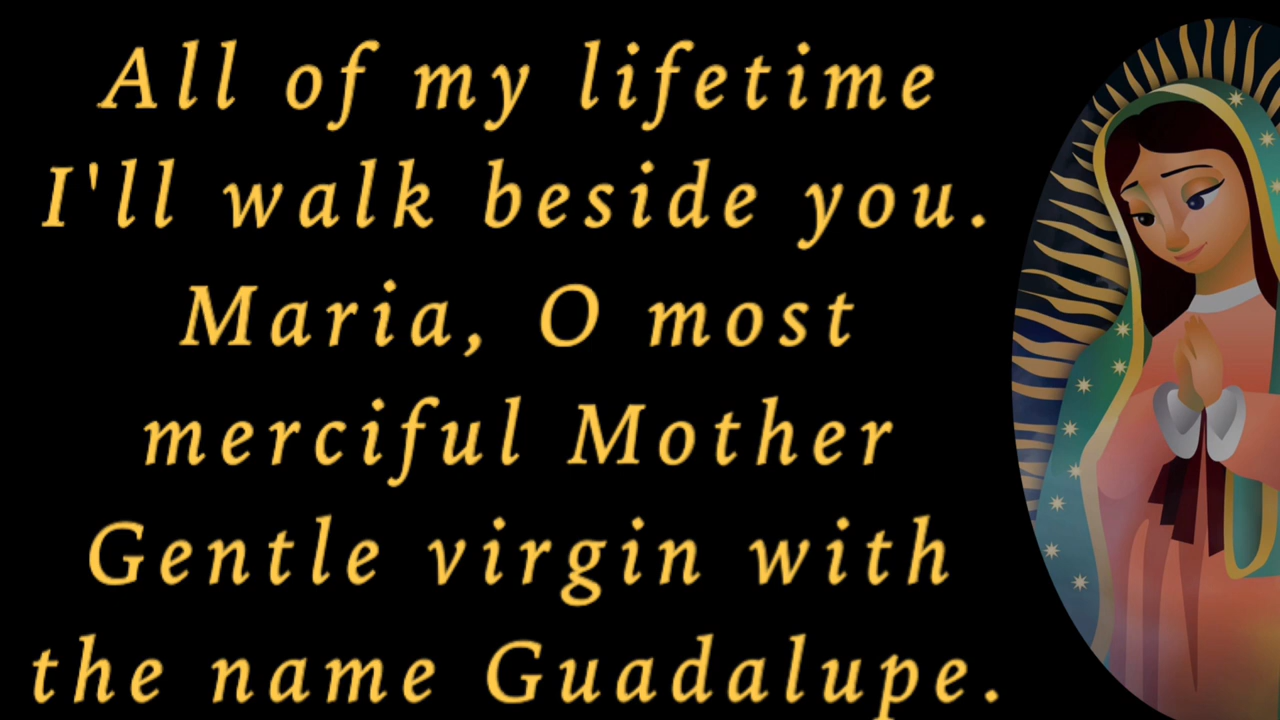 All of my lifetime
I'll walk beside you.
Maria, O most
merciful Mother
Gentle virgin with
the name Guadalupe.